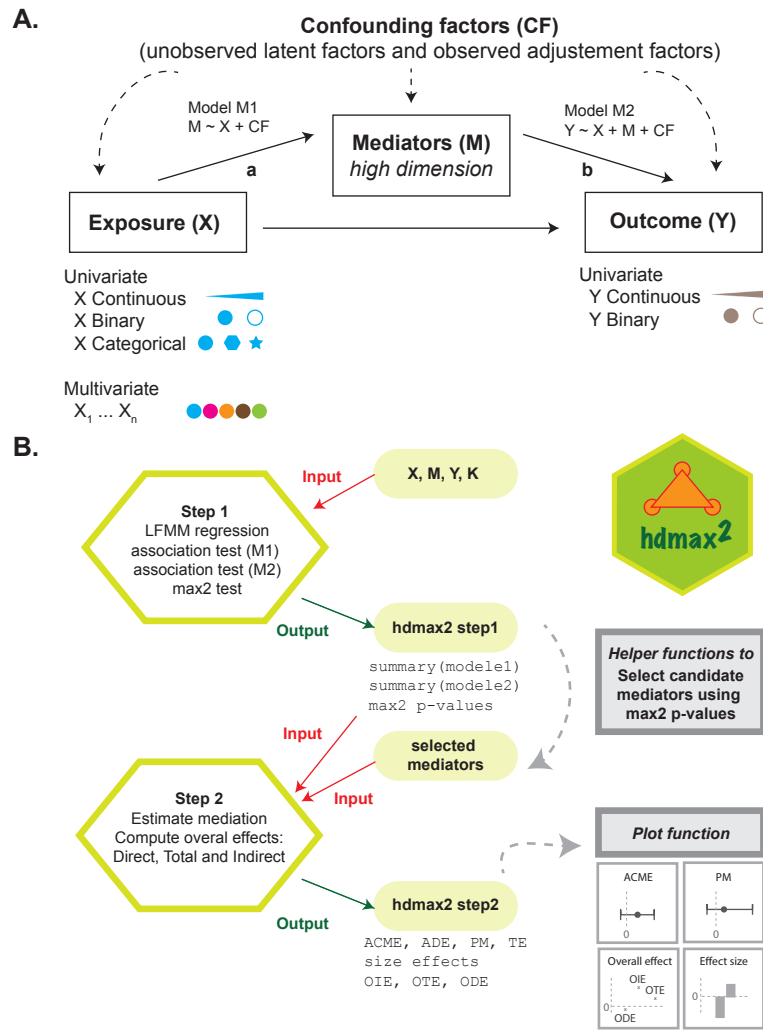 A.
Confounding factors (CF)
(unobserved latent factors and observed adjustement factors)
Model M1
M ~ X + CF
a
Mediators (M)
high dimension
Model M2
Y ~ X + M + CF
b
Exposure (X)
Outcome (Y)
Univariate
X Continuous
X Binary
X Categorical
Multivariate
X1 ... Xn
Univariate
Y Continuous
Y Binary
B.
Input
X, M, Y, K
Step 1
LFMM regression
association test (M1)
association test (M2)
max2 test
hdmax2
Output
hdmax2 step1
summary(modele1)
summary(modele2)
max2 p-values
Helper functions to
Select candidate
mediators using
max2 p-values
Input
selected
mediators
Input
Step 2
Estimate mediation
Compute overal effects:
Direct, Total and Indirect
Plot function
Output
hdmax2 step2
ACME, ADE, PM, TE
size effects
OIE, OTE, ODE
ACME
0
PM
0
Overall effect
OIE
OTE
0
ODE
Effect size
0